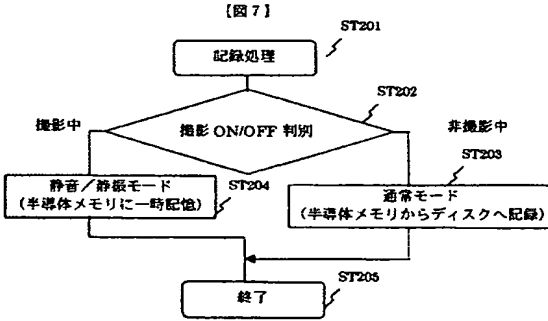 【図7】
ST201
記録処理
ST202
撮影 ON/OFF 判別
撮影中
非撮影中
ST203
静音/静振モード
(半導体メモリに一時記憶)
ST204
通常モード
(半導体メモリからディスクへ記録)
ST205
終了